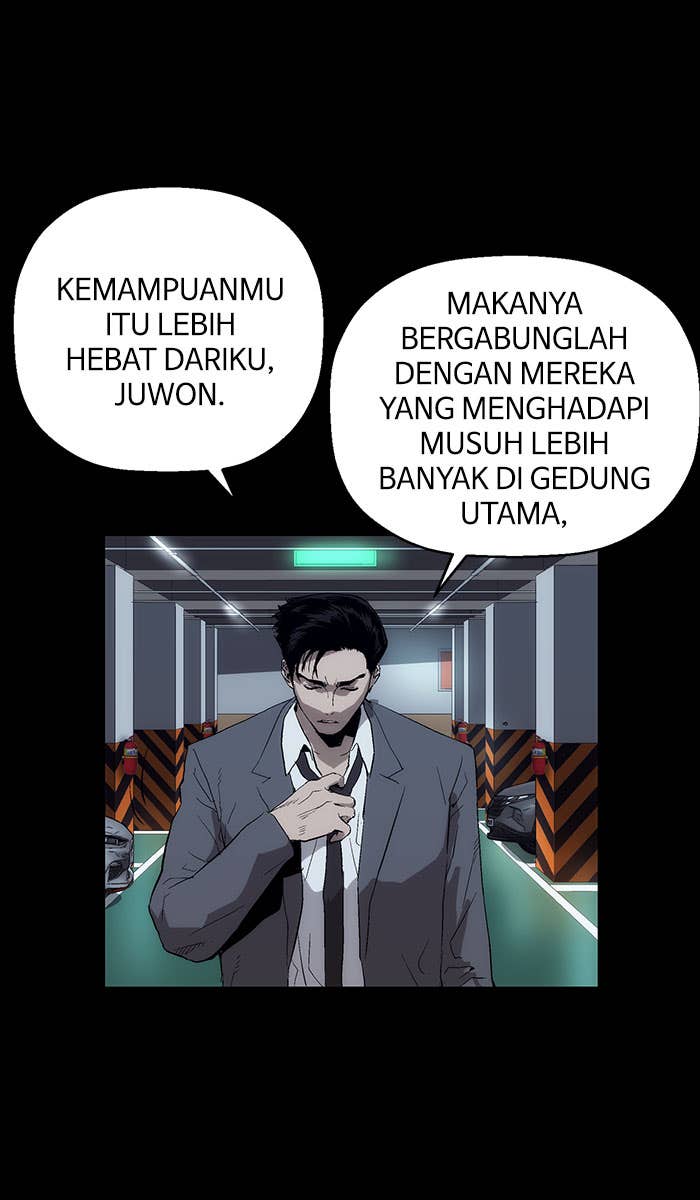 KEMAMPUANMU
ITU LEBIH
HEBAT DARIKU,
JUWON.
MAKANYA
BERGABUNGLAH
DENGAN MEREKA
YANG MENGHADAPI
MUSUH LEBIH
BANYAK DI GEDUNG
UTAMA,